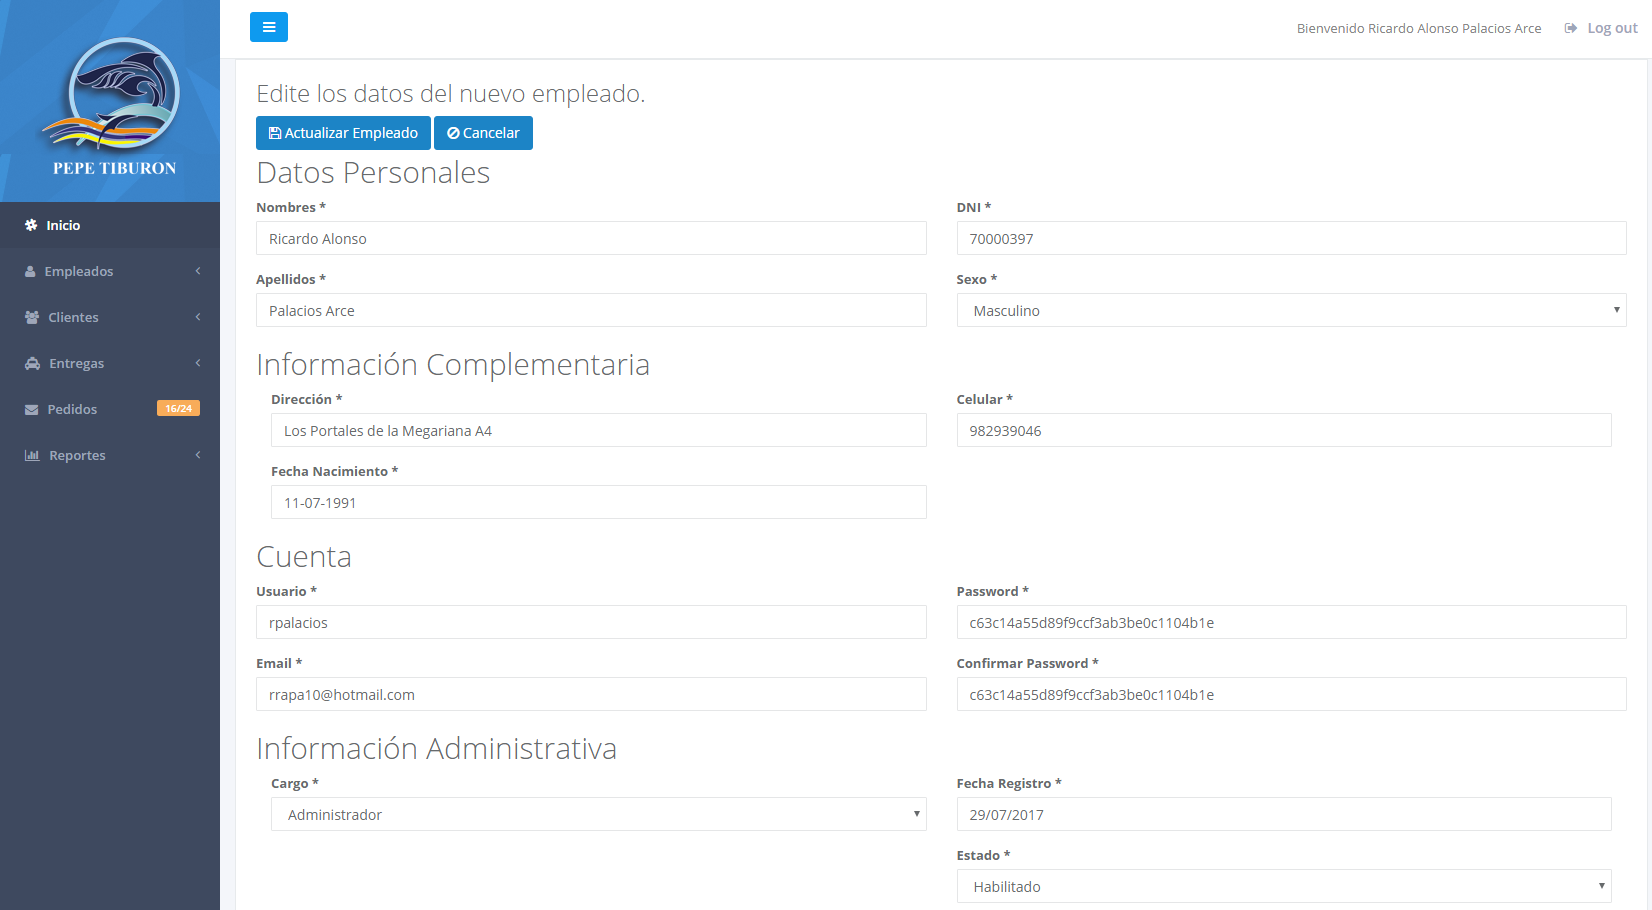 Bienvenido Ricardo Alonso Palacios Arce
Log out
PEPE TIBURON
Inicio
Empleados
Clientes
Entregas
Pedidos
16/24
Reportes
Edite los datos del nuevo empleado.
Actualizar Empleado
Cancelar
Datos Personales
Nombres *
Ricardo Alonso
DNI *
70000397
Apellidos *
Palacios Arce
Sexo *
Masculino
Información Complementaria
Dirección *
Los Portales de la Megariana A4
Celular *
982939046
Fecha Nacimiento *
11-07-1991
Cuenta
Usuario *
rpalacios
Password *
c63c14a55d89f9ccf3ab3be0c1104b1e
Email *
rrapa10@hotmail.com
Confirmar Password *
c63c14a55d89f9ccf3ab3be0c1104b1e
Información Administrativa
Cargo *
Administrador
Fecha Registro *
29/07/2017
Estado *
Habilitado